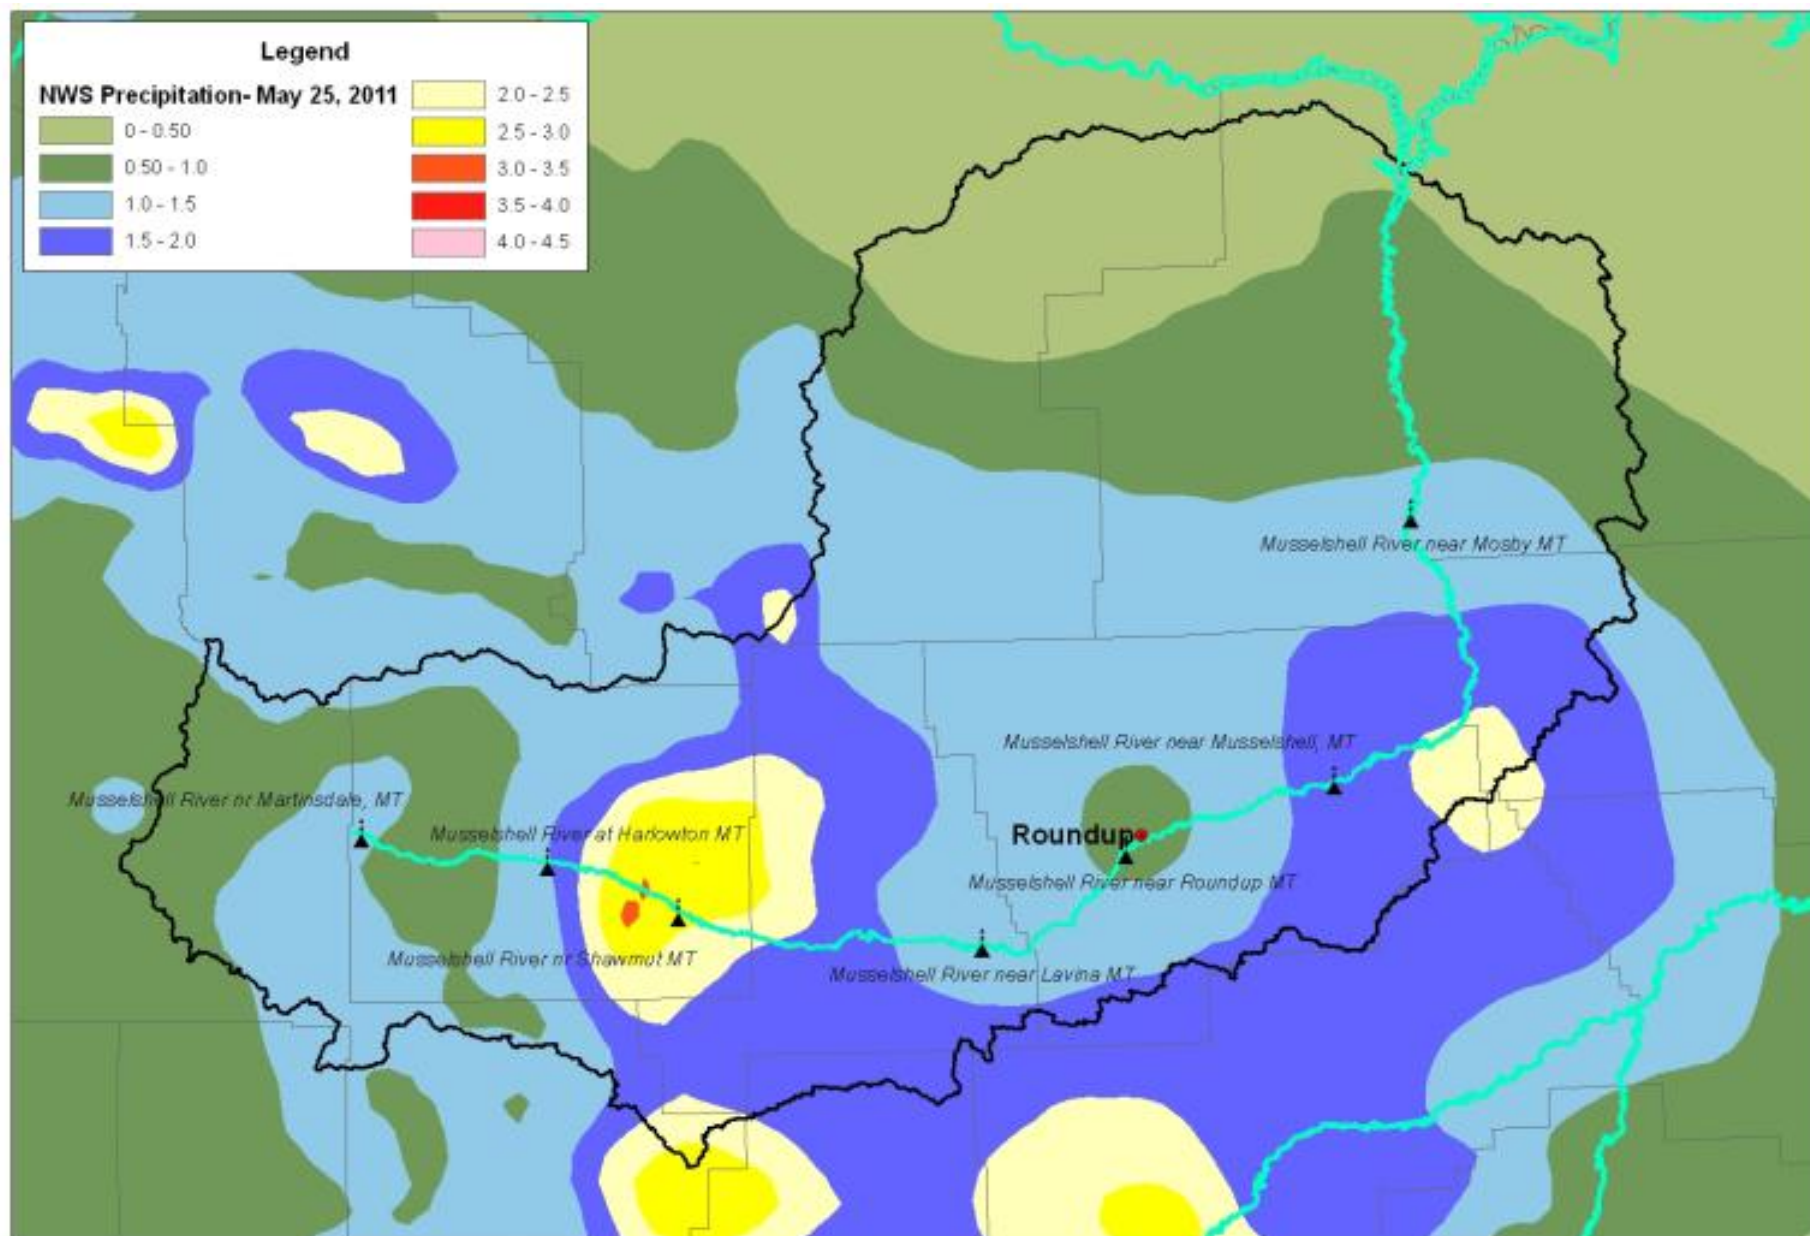 Legend
NWS Precipitation- May 25, 2011
0 - 0.50
0.50 - 1.0
1.0 - 1.5
1.5 - 2.0
2.0 - 2.5
2.5 - 3.0
3.0 - 3.5
3.5 - 4.0
4.0 - 4.5
Musselshell River near Mosby MT
Musselshell River near Musselshell, MT
Musselshell River nr Martinsdale, MT
Musselshell River at Harlowton MT
Roundup
Musselshell River near Roundup MT
Musselshell River nr Shawmut MT
Musselshell River near Lavina MT